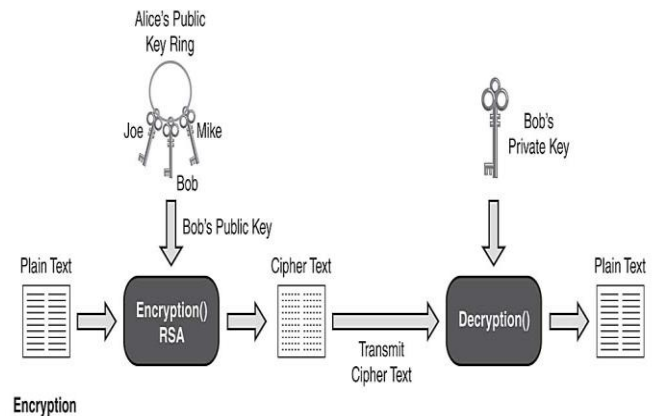 Alice's Public
Key Ring
Joe
Mike
Bob
Bob's
Private Key
Bob's Public Key
Plain Text
Encryption()
RSA
Cipher Text
Transmit
Cipher Text
Decryption()
Plain Text
Encryption